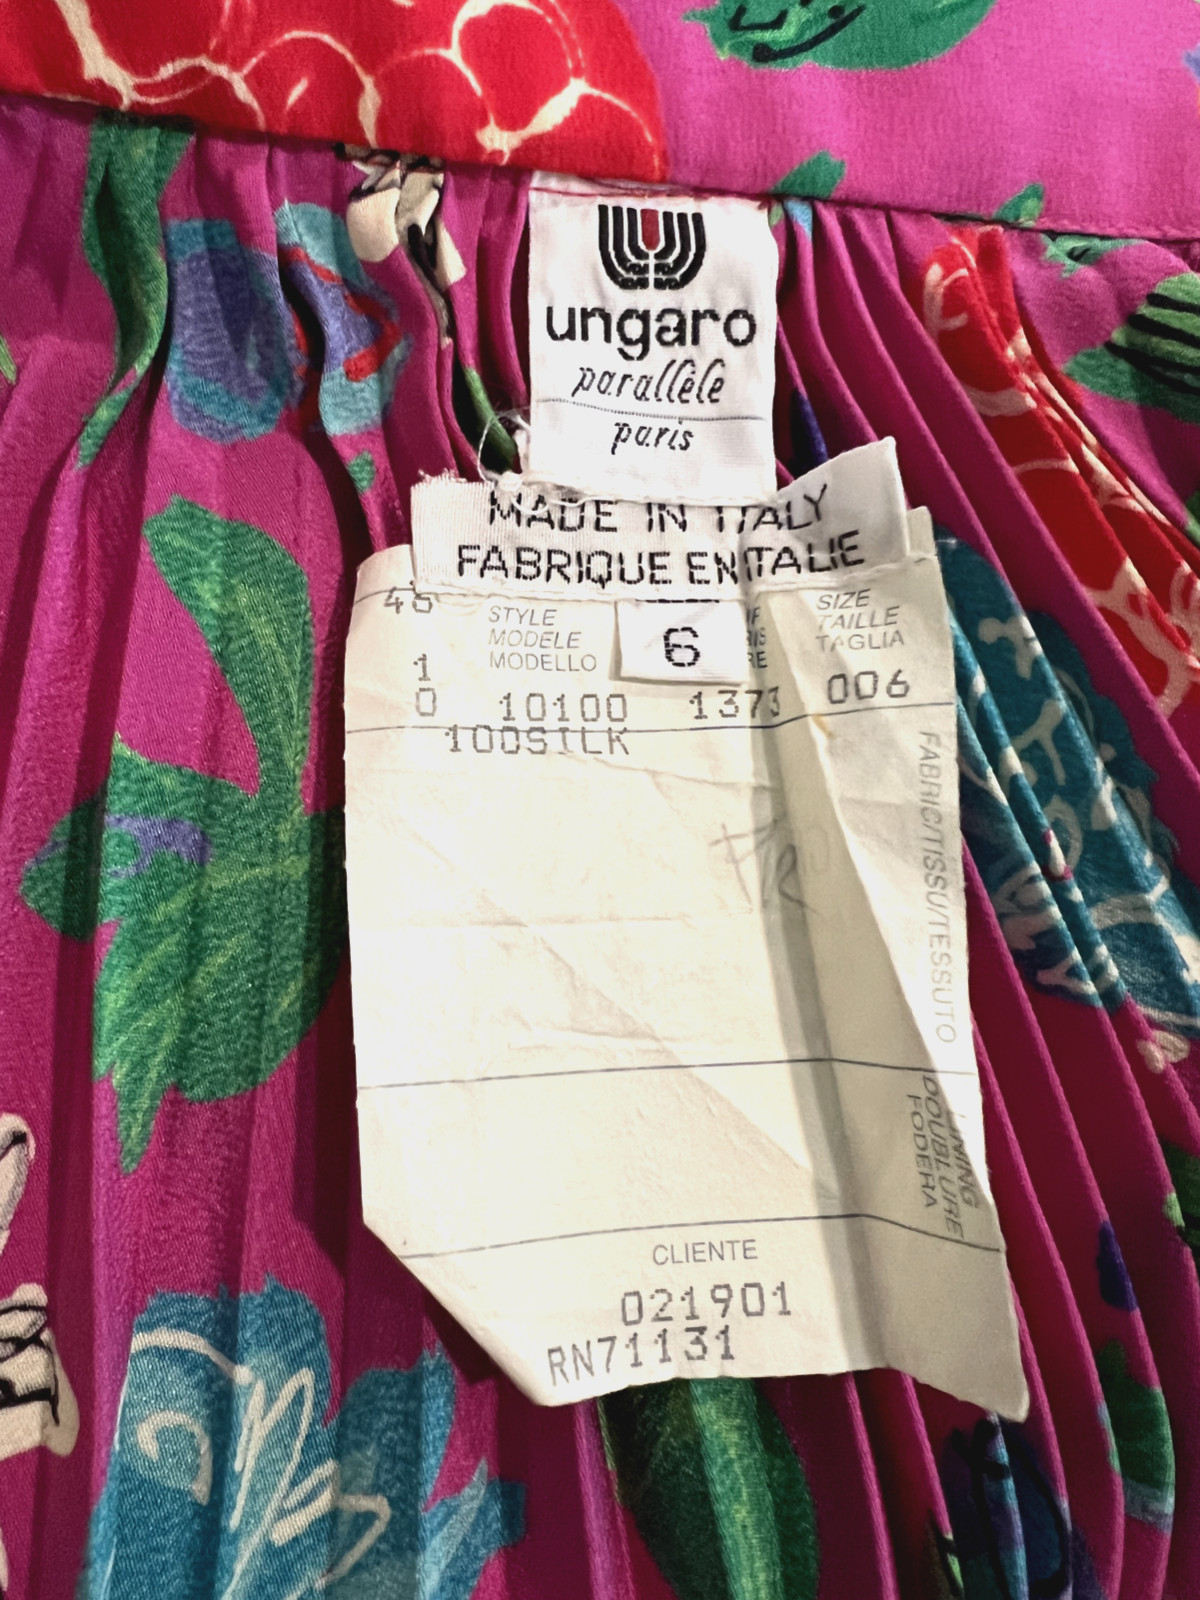 ungaro
parallèle
paris
MADE IN ITALY
FABRIQUE EN ITALIE
6
STYLE
MODELE
MODELLO
SIZE
TAILLE
TAGLIA
1
0 10100 1373 006
100SILK
FABRIC/TISSU/TESSUTO
LINING
DOUBLURE
FODERA
CLIENTE
021901
RN71131